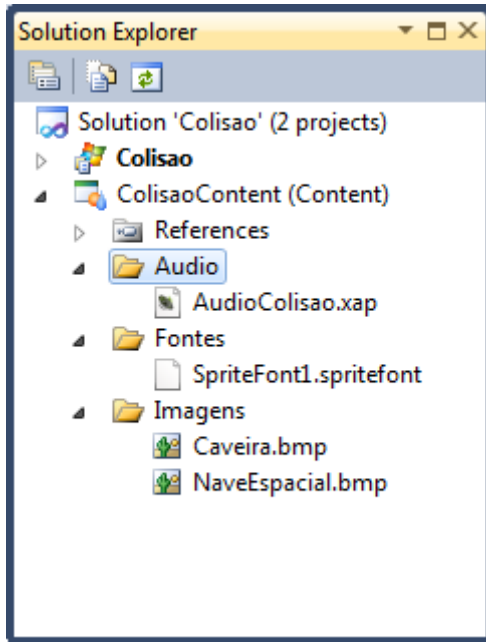 Solution Explorer
Solution 'Colisao' (2 projects)
Colisao
ColisaoContent (Content)
References
Audio
AudioColisao.xap
Fontes
SpriteFont1.spritefont
Imagens
Caveira.bmp
NaveEspacial.bmp